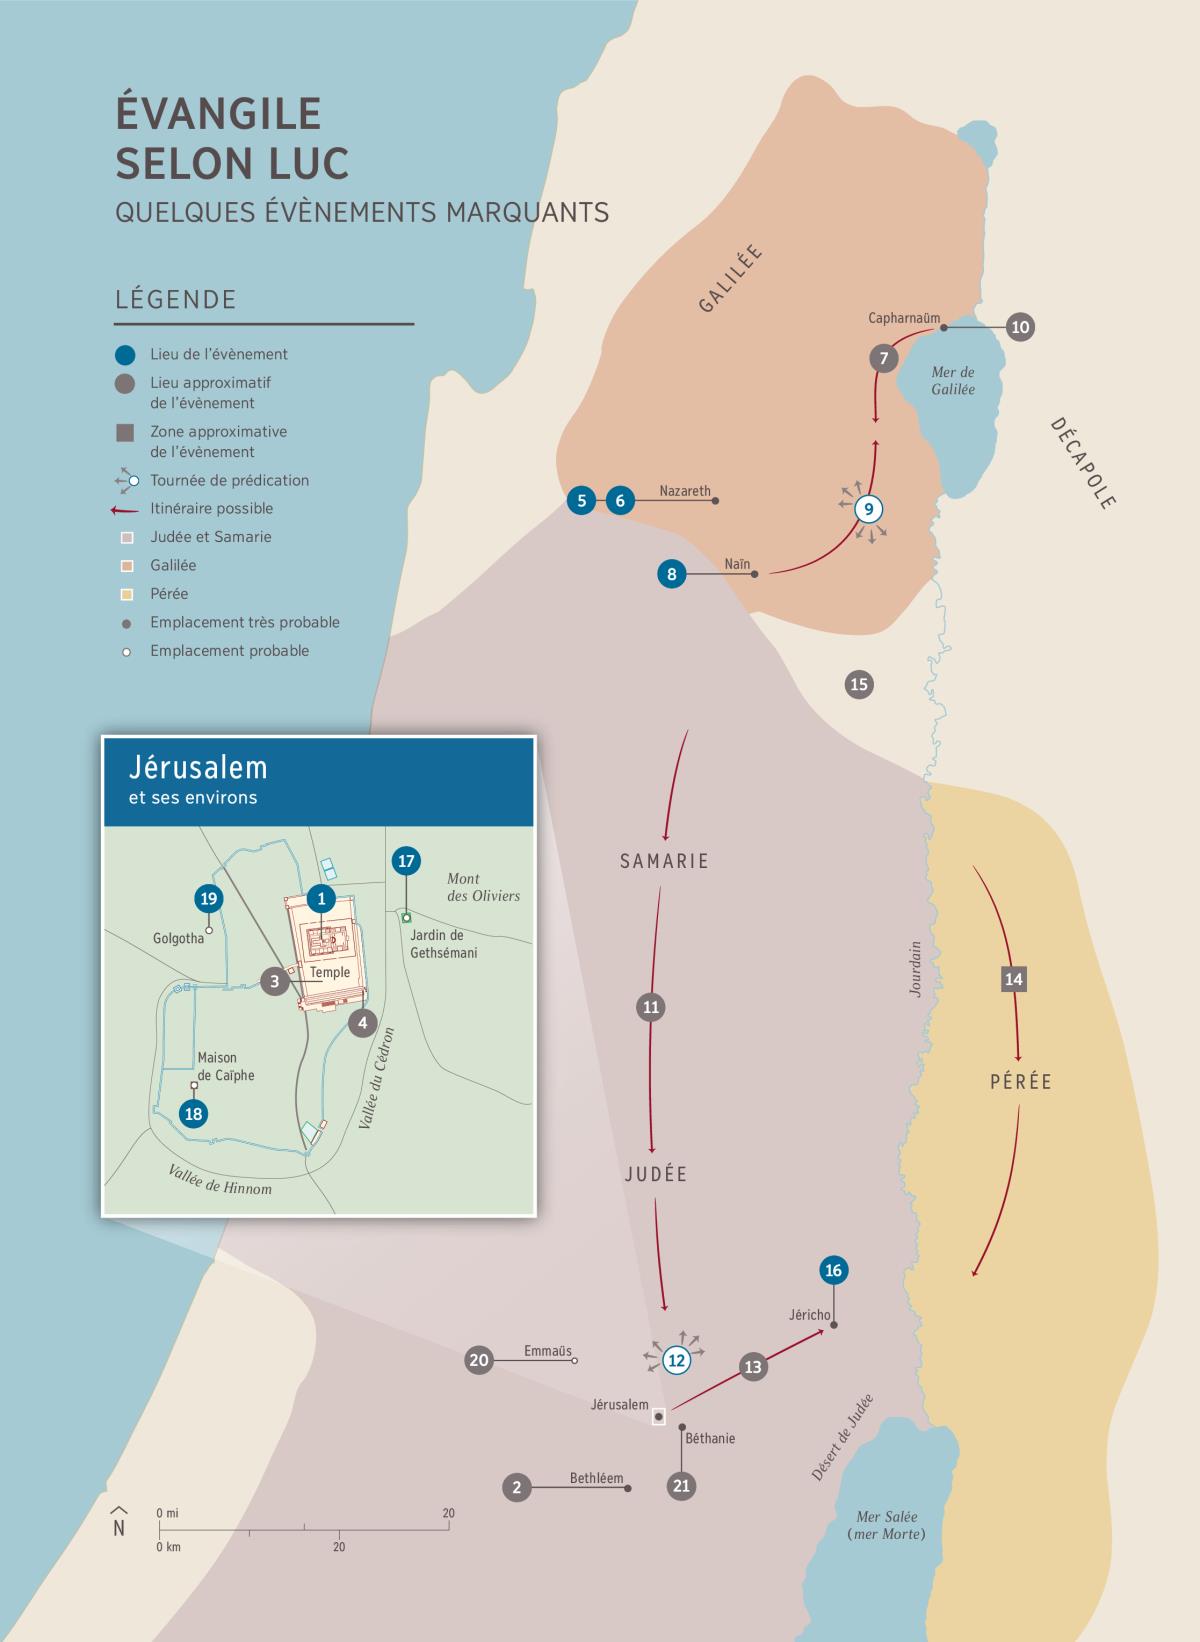 ÉVANGILE
SELON LUC
QUELQUES ÉVÈNEMENTS MARQUANTS
LÉGENDE
Lieu de l'évènement
Lieu approximatif
de l'évènement
Zone approximative
de l'évènement
Tournée de prédication
Itinéraire possible
Judée et Samarie
Galilée
Pérée
Emplacement très probable
Emplacement probable
GALILÉE
Capharnaüm
10
7
Mer de
Galilée
DÉCAPOLE
5
6
Nazareth
9
8
Naïn
15
SAMARIE
11
Jourdain
14
PÉRÉE
JUDÉE
Jérusalem
et ses environs
17
Mont
des Oliviers
19
1
Golgotha
Jardin de
Gethsémani
3
Temple
4
Maison
de Caïphe
18
Vallée du Cédron
Vallée de Hinnom
16
Jéricho
20
Emmaüs
12
13
Jérusalem
Béthanie
Désert de Judée
2
Bethléem
21
Mer Salée
(mer Morte)
N
0 mi
20
0 km
20